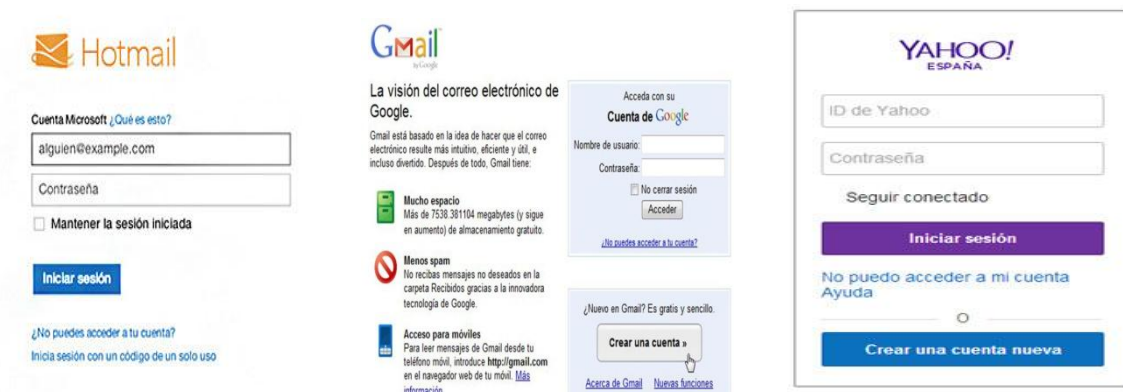 Hotmail
Cuenta Microsoft ¿Qué es esto?
alguien@example.com
Contraseña
Mantener la sesión iniciada
Iniciar sesión
¿No puedes acceder a tu cuenta?
Inicia sesión con un código de un solo uso
GMail
by Google
La visión del correo electrónico de
Google.
Gmail está basado en la idea de hacer que el correo
electrónico resulte más intuitivo, eficiente y útil, e
incluso divertido. Después de todo, Gmail tiene:
Mucho espacio
Más de 7538.381104 megabytes (y sigue
en aumento) de almacenamiento gratuito.
Menos spam
No recibas mensajes no deseados en la
carpeta Recibidos gracias a la innovadora
tecnología de Google.
Acceso para móviles
Para leer mensajes de Gmail desde tu
teléfono móvil, introduce http://gmail.com
en el navegador web de tu móvil. Más
información
Acceda con su
Cuenta de Google
Nombre de usuario:
Contraseña:
No cerrar sesión
Acceder
¿No puedes acceder a tu cuenta?
¿Nuevo en Gmail? Es gratis y sencillo.
Crear una cuenta »
Acerca de Gmail Nuevas funciones
YAHOO!
ESPAÑA
ID de Yahoo
Contraseña
Seguir conectado
Iniciar sesión
No puedo acceder a mi cuenta
Ayuda
O
Crear una cuenta nueva